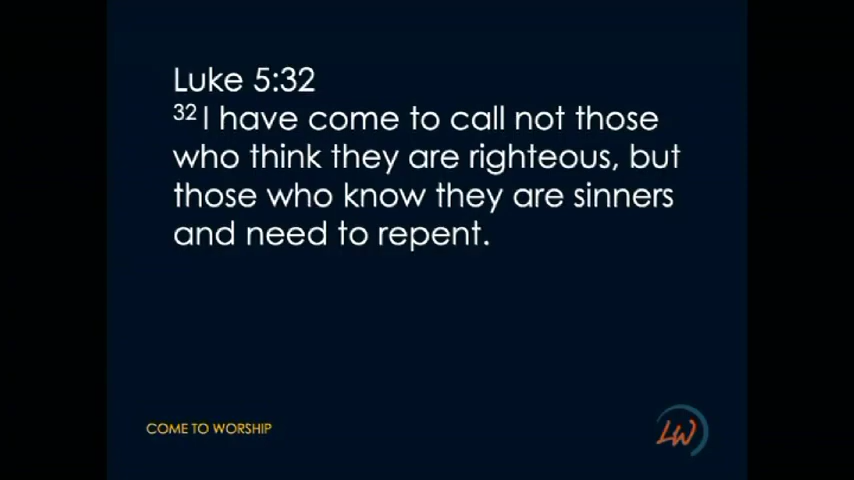 Luke 5:32
32 I have come to call not those
who think they are righteous, but
those who know they are sinners
and need to repent.
COME TO WORSHIP
LW